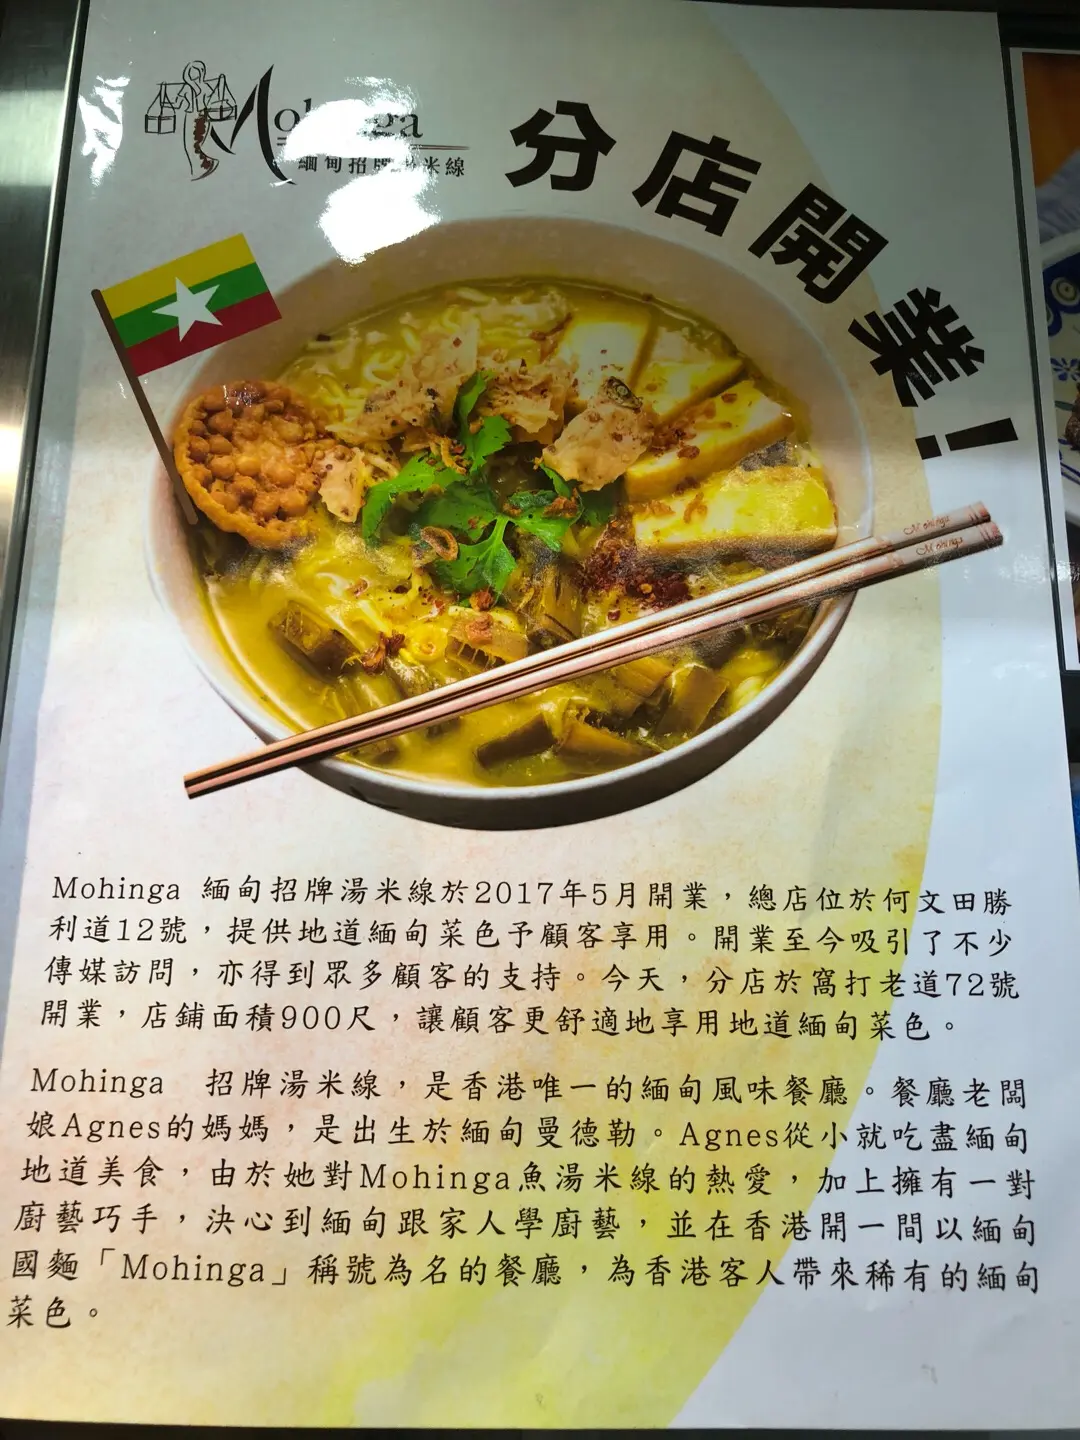 緬甸招牌湯米線
分店開業！
Mohinga
Mohinga
Mohinga 緬甸招牌湯米線於2017年5月開業，總店位於何文田勝
利道12號，提供地道緬甸菜色予顧客享用。開業至今吸引了不少
傳媒訪問，亦得到眾多顧客的支持。今天，分店於窩打老道72號
開業，店鋪面積900尺，讓顧客更舒適地享用地道緬甸菜色。
Mohinga 招牌湯米線，是香港唯一的緬甸風味餐廳。餐廳老闆
娘Agnes的媽媽，是出生於緬甸曼德勒。Agnes從小就吃盡緬甸
地道美食，由於她對Mohinga魚湯米線的熱愛，加上擁有一對
廚藝巧手，決心到緬甸跟家人學廚藝，並在香港開一間以緬甸
國麵「Mohinga」稱號為名的餐廳，為香港客人帶來稀有的緬甸
菜色。